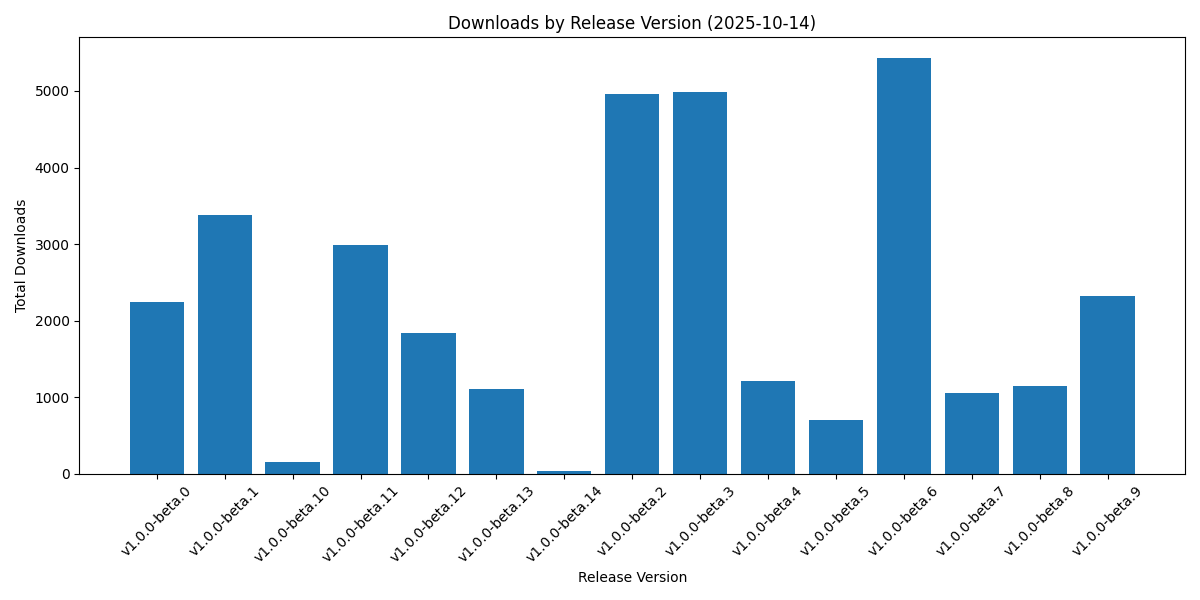 Downloads by Release Version (2025-10-14)
Total Downloads
5000
4000
3000
2000
1000
0
v1.0.0-beta.0
v1.0.0-beta.1
v1.0.0-beta.10
v1.0.0-beta.11
v1.0.0-beta.12
v1.0.0-beta.13
v1.0.0-beta.14
v1.0.0-beta.2
v1.0.0-beta.3
v1.0.0-beta.4
v1.0.0-beta.5
v1.0.0-beta.6
v1.0.0-beta.7
v1.0.0-beta.8
v1.0.0-beta.9
Release Version